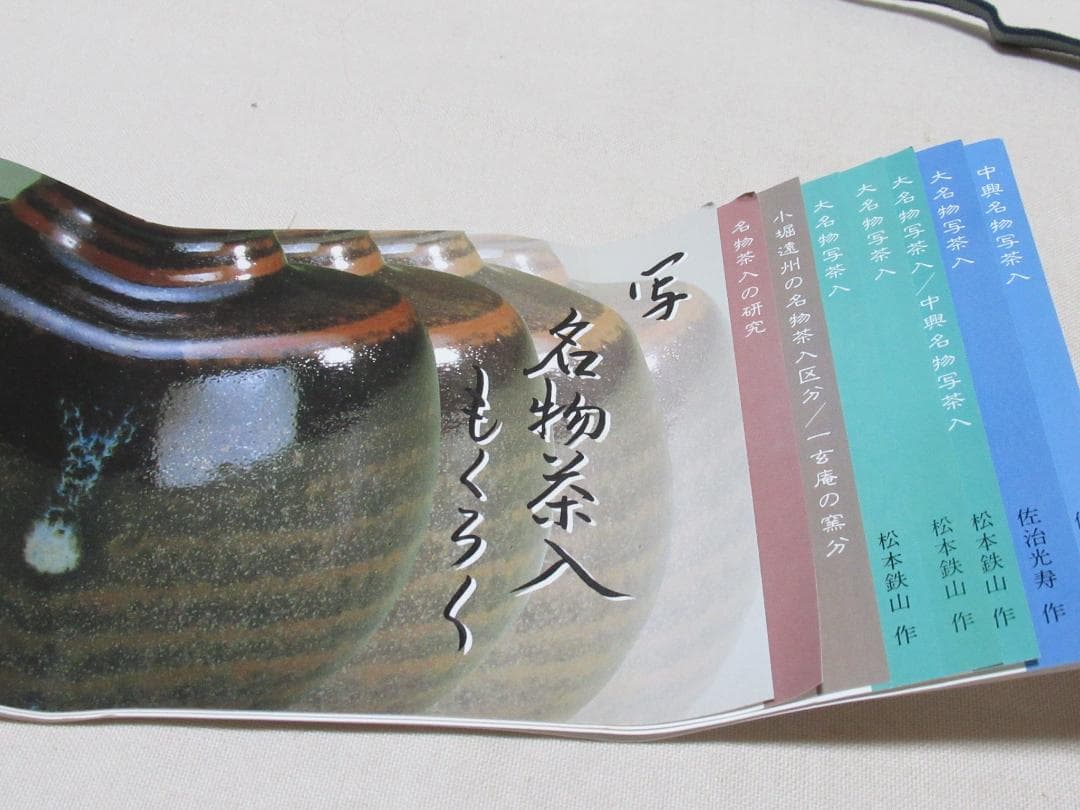 写
名物茶入
もくろく
名物茶入の研究
小堀遠州の名物茶入区分／一玄庵の窯分
大名物写茶入
松本鉄山 作
大名物写茶入
松本鉄山 作
大名物写茶入／中興名物写茶入
松本鉄山 作
大名物写茶入
佐治光寿 作
中興名物写茶入